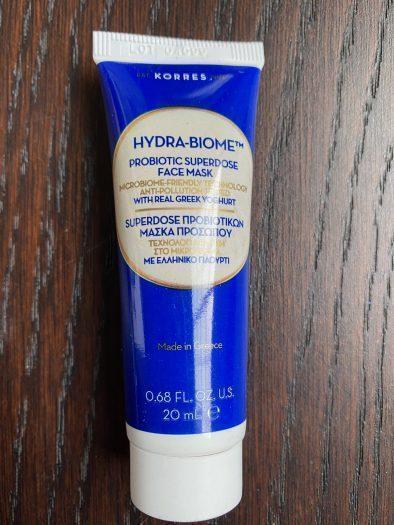 LOT
KORRES
HYDRA-BIOME™
PROBIOTIC SUPERDOSE
FACE MASK
MICROBIOME-FRIENDLY TECHNOLOGY
ANTI-POLLUTION
WITH REAL GREEK YOGHURT
SUPERDOSE ΠΡΟΒΙΟΤΙΚΩΝ
ΜΑΣΚΑ ΠΡΟΣΩΠΟΥ
ΣΤΟ
ΜΕ ΕΛΛΗΝΙΚΟ ΓΙΑΟΥΡΤΙ
Made in Greece
0.68 FL. OZ. U.S.
20 mL ℮